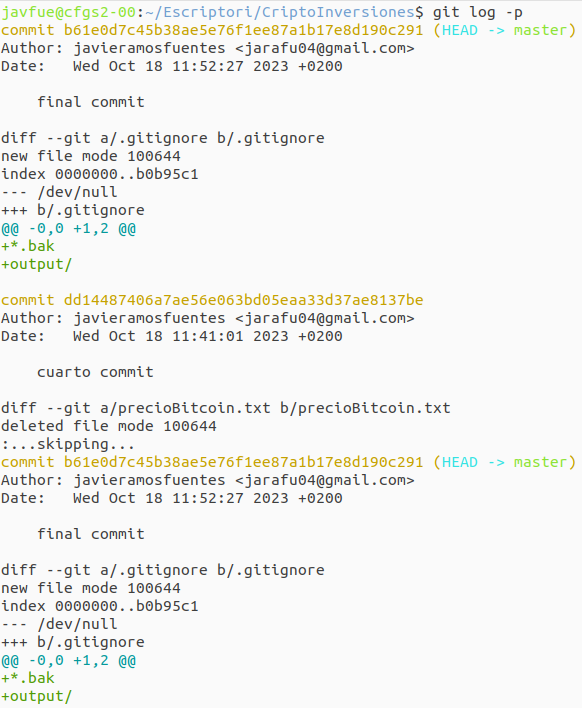 javfue@cfgs2-00:~/Escriptori/CriptoInversiones$ git log -p
commit b61e0d7c45b38ae5e76f1ee87a1b17e8d190c291 (HEAD -> master)
Author: javieramosfuentes <jarafu04@gmail.com>
Date:   Wed Oct 18 11:52:27 2023 +0200

    final commit

diff --git a/.gitignore b/.gitignore
new file mode 100644
index 0000000..b0b95c1
--- /dev/null
+++ b/.gitignore
@@ -0,0 +1,2 @@
+*.bak
+output/

commit dd14487406a7ae56e063bd05eaa33d37ae8137be
Author: javieramosfuentes <jarafu04@gmail.com>
Date:   Wed Oct 18 11:41:01 2023 +0200

    cuarto commit

diff --git a/precioBitcoin.txt b/precioBitcoin.txt
deleted file mode 100644
:...skipping...
commit b61e0d7c45b38ae5e76f1ee87a1b17e8d190c291 (HEAD -> master)
Author: javieramosfuentes <jarafu04@gmail.com>
Date:   Wed Oct 18 11:52:27 2023 +0200

    final commit

diff --git a/.gitignore b/.gitignore
new file mode 100644
index 0000000..b0b95c1
--- /dev/null
+++ b/.gitignore
@@ -0,0 +1,2 @@
+*.bak
+output/